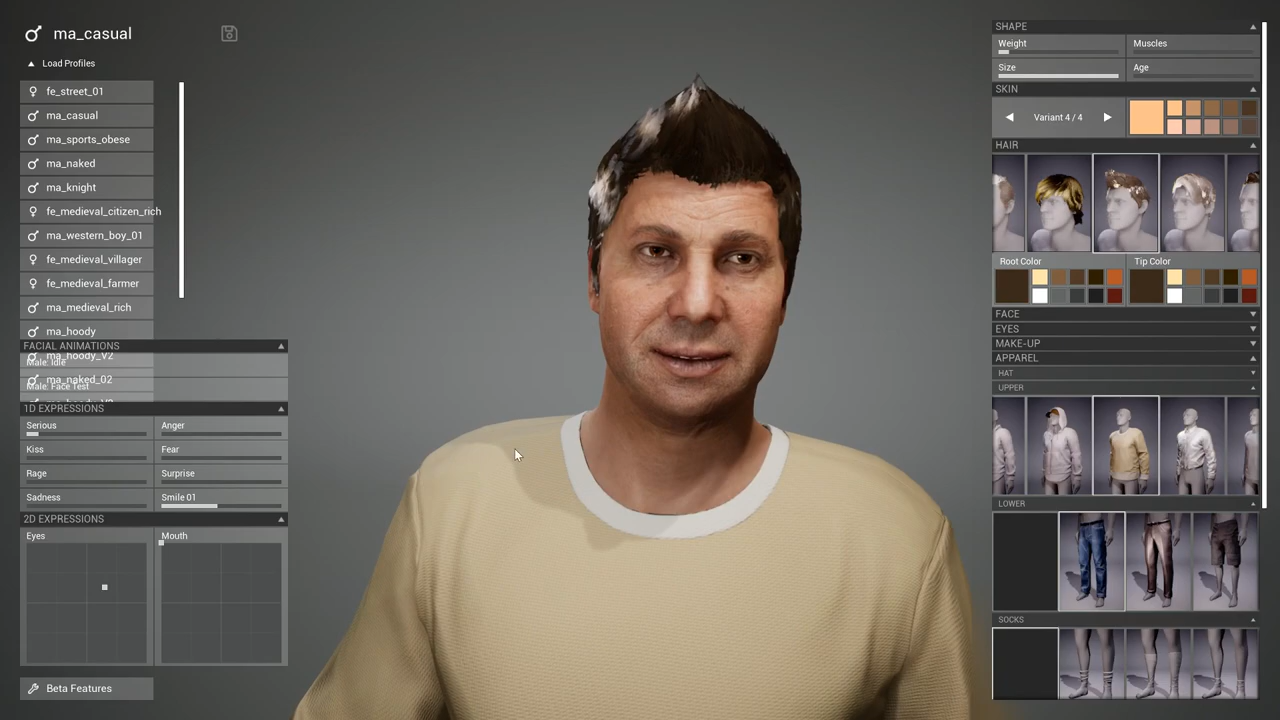 ma_casual
Load Profiles
fe_street_01
ma_casual
ma_sports_obese
ma_naked
ma_knight
fe_medieval_citizen_rich
ma_western_boy_01
fe_medieval_villager
fe_medieval_farmer
ma_medieval_rich
ma_hoody
FACIAL ANIMATIONS
ma_hoody_V2
Male: Idle
ma_naked_02
Male: Face Test
1D EXPRESSIONS
Serious
Anger
Kiss
Fear
Rage
Surprise
Sadness
Smile 01
2D EXPRESSIONS
Eyes
Mouth
Beta Features
SHAPE
Weight
Muscles
Size
Age
SKIN
Variant 4 / 4
HAIR
Root Color
Tip Color
FACE
EYES
MAKE-UP
APPAREL
HAT
UPPER
LOWER
SOCKS